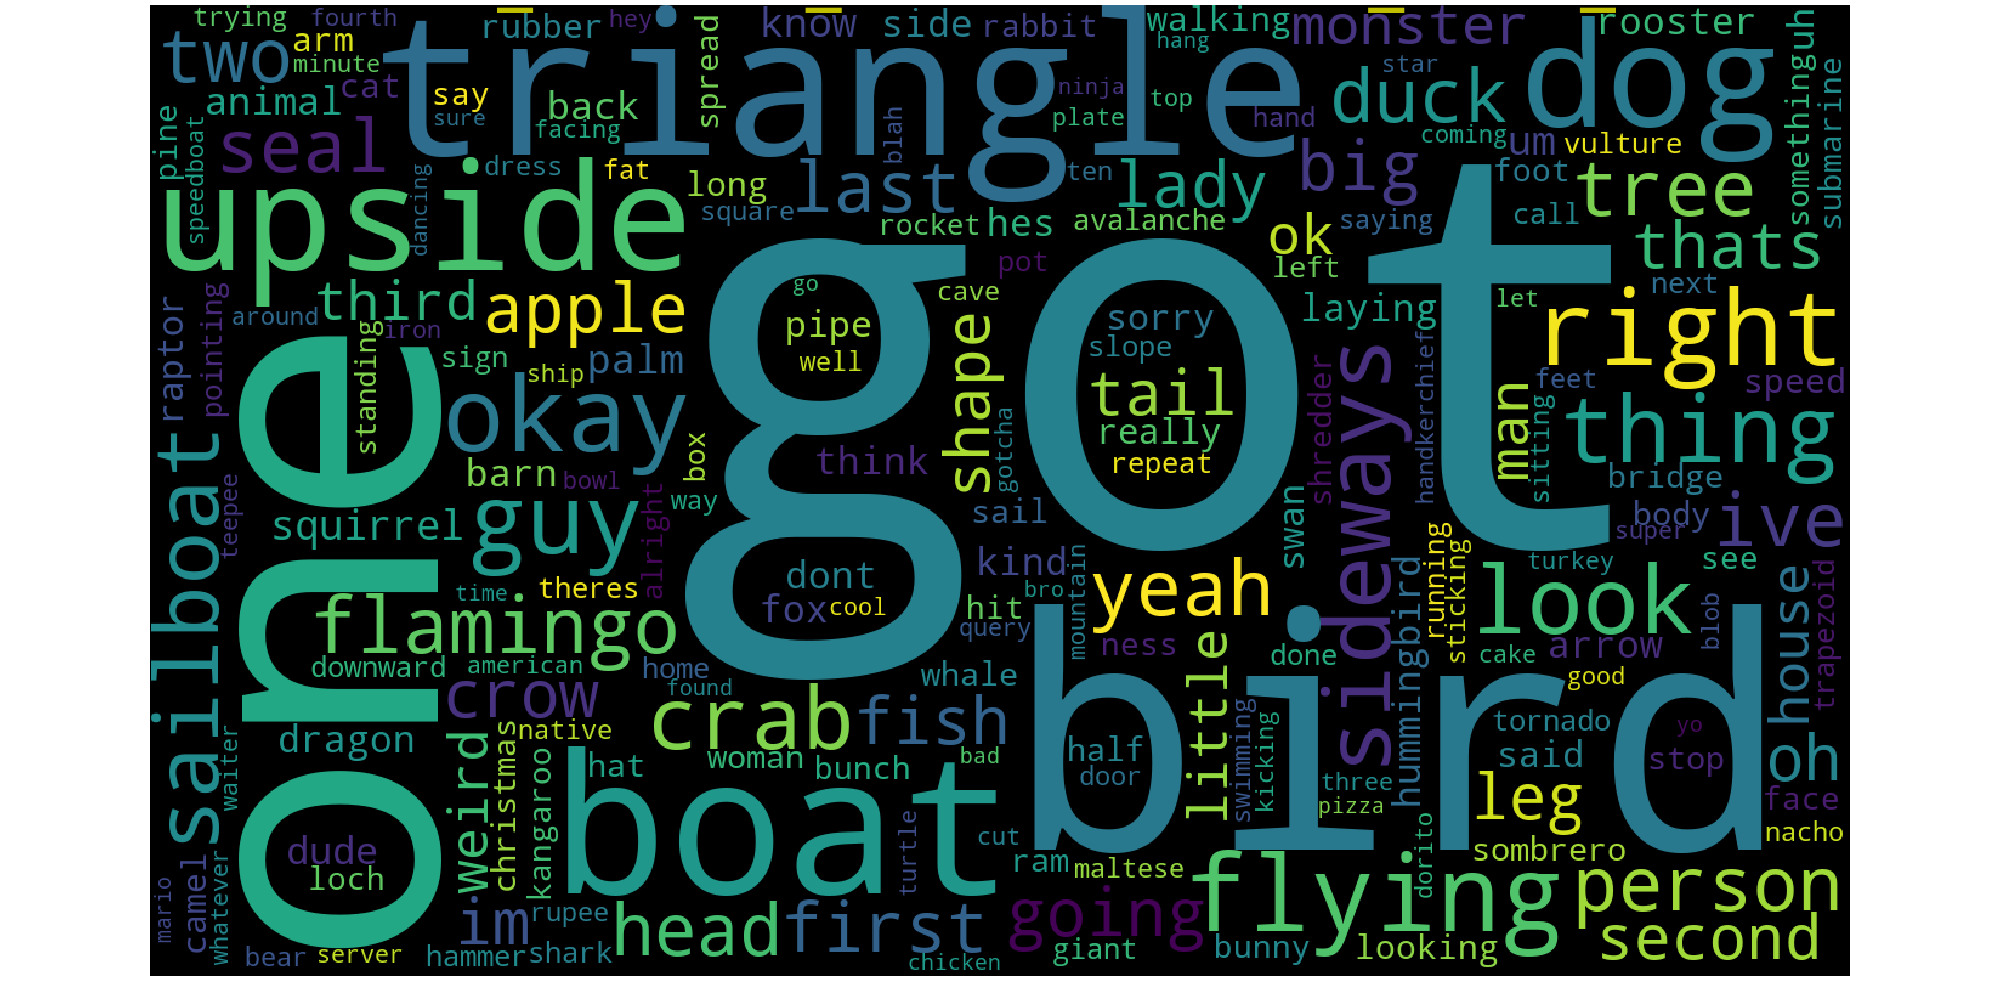 trying
fourth
rubber
hey
know
side
rabbit
walking
hang
monster
rooster
two
arm
minute
cat
triangle
dog
animal
say
sure
back
facing
spread
blah
ninja
plate
top
hand
star
duck
coming
um
vulture
somethinguh
submarine
pine
speedboat
seal
dancing
dress
fat
long
square
last
ten
lady
big
foot
tree
upside
rocket
hes
avalanche
ok
saying
call
thats
left
pot
third
apple
go
pipe
well
cave
sorry
slope
laying
let
next
right
raptor
pointing
around
iron
sign
standing
ship
palm
okay
shape
got
tail
really
repeat
shredder
sideways
handkerchief
man
feet
sitting
speed
thing
one
sailboat
teepee
barn
bowl
box
way
think
gotcha
sail
bridge
body
ive
super
squirrel
guy
alright
swan
turkey
see
time
theres
dont
fox
cool
kind
hit
bro
query
mountain
yeah
ness
look
running
sticking
hummingbird
arrow
blob
house
trapezoid
flamingo
downward
american
home
found
whale
little
done
cake
good
crow
crab
fish
bird
tornado
said
yo
stop
oh
dragon
waiter
native
weird
christmas
kangaroo
hat
woman
bunch
bad
half
door
swimming
kicking
three
pizza
leg
face
nacho
dude
loch
boat
turtle
cut
ram
maltese
dorito
sombrero
mario
camel
whatever
im
rupee
head
first
going
flying
person
second
bear
server
hammer
shark
chicken
giant
bunny
looking